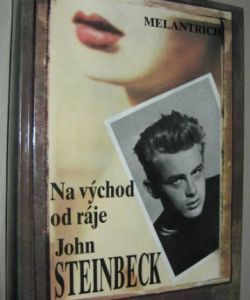 MELANTRICH
Na východ
od ráje
John
STEINBECK